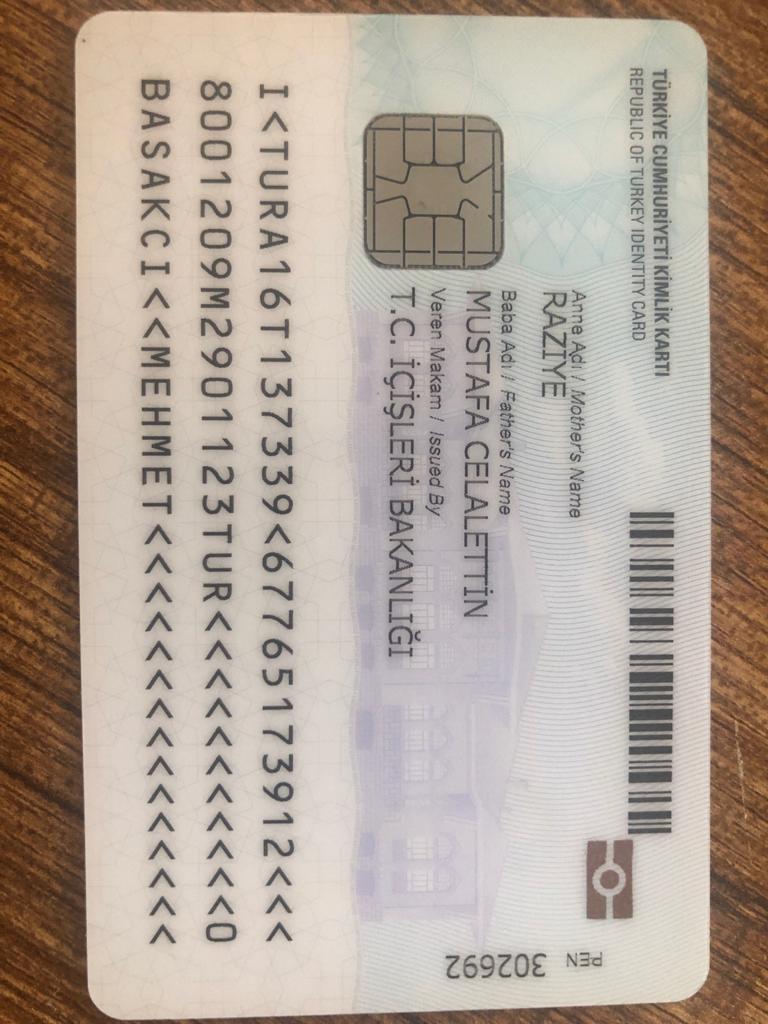 TÜRKİYE CUMHURİYETİ KİMLİK KARTI
REPUBLIC OF TURKEY IDENTITY CARD
Anne Adı / Mother's Name
RAZİYE
Baba Adı / Father's Name
MUSTAFA CELALETTİN
Veren Makam / Issued By
T.C. İÇİŞLERİ BAKANLIĞI
PEN 302692
I<TURA16T137339<67765173912<<<
8001209M2901123TUR<<<<<<<<<<<0
BASAKCI<<MEHMET<<<<<<<<<<<<<<<